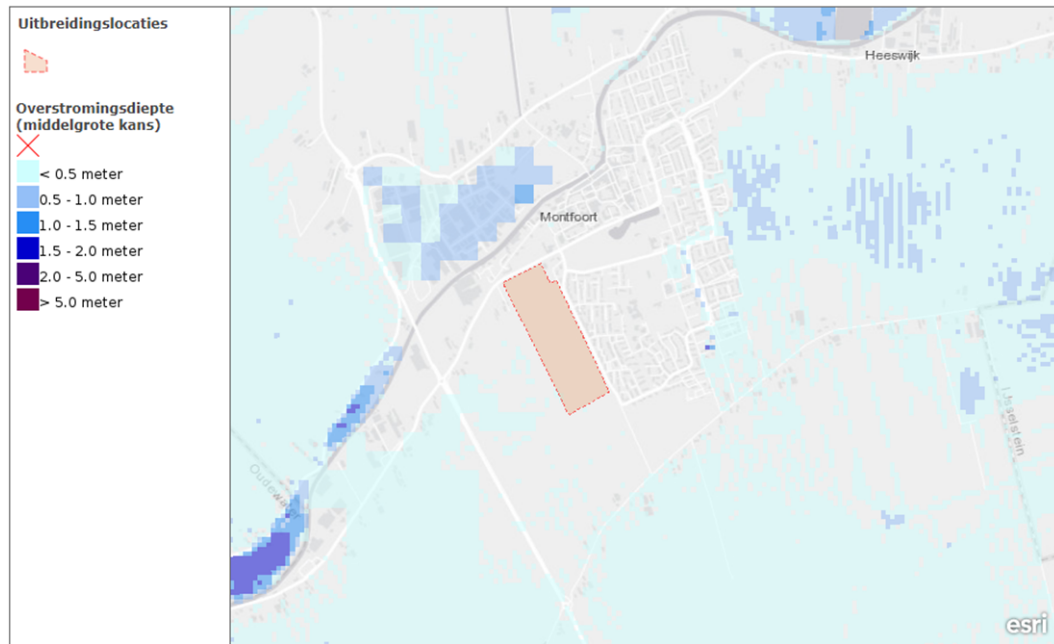 Uitbreidingslocaties
Overstromingsdiepte
(middelgrote kans)
< 0.5 meter
0.5 - 1.0 meter
1.0 - 1.5 meter
1.5 - 2.0 meter
2.0 - 5.0 meter
> 5.0 meter
Heeswijk
Montfoort
IJsselstein
esri